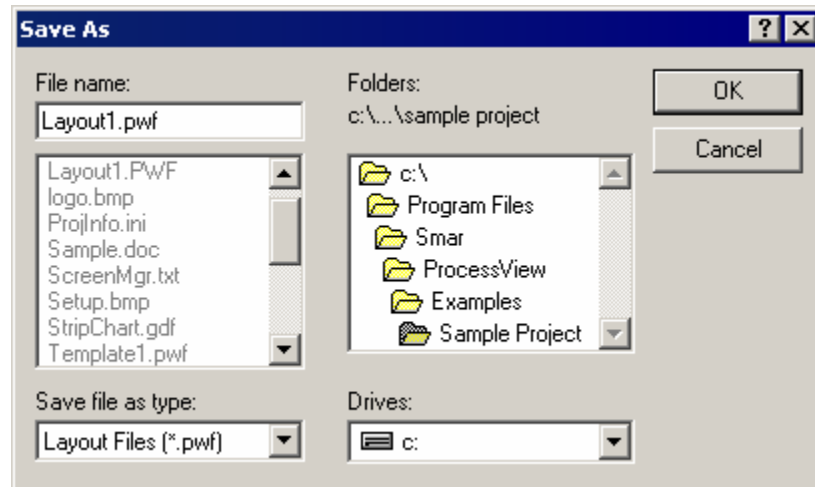 Save As
File name:
Layout1.pwf
Layout1.PWF
logo.bmp
ProjInfo.ini
Sample.doc
ScreenMgr.txt
Setup.bmp
StripChart.gdf
Template1.pwf
Save file as type:
Layout Files (*.pwf)
Folders:
c:\...\sample project
c:\
Program Files
Smar
ProcessView
Examples
Sample Project
Drives:
c:
OK
Cancel